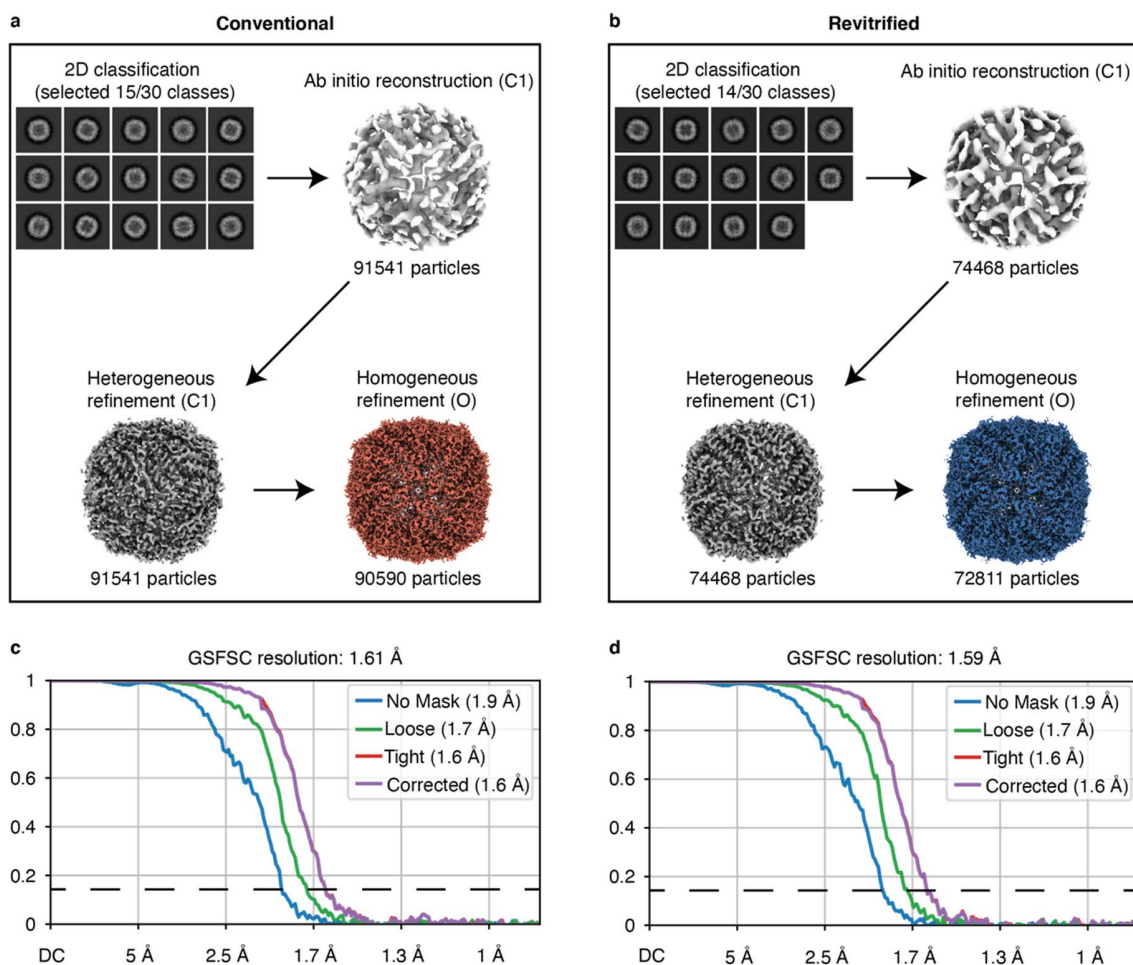 a
Conventional
2D classification
(selected 15/30 classes)
Ab initio reconstruction (C1)
91541 particles
Heterogeneous
refinement (C1)
91541 particles
Homogeneous
refinement (O)
90590 particles
b
Revitrified
2D classification
(selected 14/30 classes)
Ab initio reconstruction (C1)
74468 particles
Heterogeneous
refinement (C1)
74468 particles
Homogeneous
refinement (O)
72811 particles
c
GSFSC resolution: 1.61 Å
1
0.8
0.6
0.4
0.2
0
No Mask (1.9 Å)
Loose (1.7 Å)
Tight (1.6 Å)
Corrected (1.6 Å)
DC 5 Å 2.5 Å 1.7 Å 1.3 Å 1 Å
d
GSFSC resolution: 1.59 Å
1
0.8
0.6
0.4
0.2
0
No Mask (1.9 Å)
Loose (1.7 Å)
Tight (1.6 Å)
Corrected (1.6 Å)
DC 5 Å 2.5 Å 1.7 Å 1.3 Å 1 Å